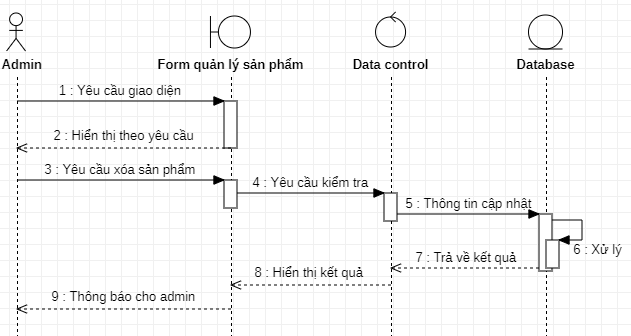 Admin
Form quản lý sản phẩm
Data control
Database
1 : Yêu cầu giao diện
2 : Hiển thị theo yêu cầu
3 : Yêu cầu xóa sản phẩm
4 : Yêu cầu kiểm tra
5 : Thông tin cập nhật
6 : Xử lý
7 : Trả về kết quả
8 : Hiển thị kết quả
9 : Thông báo cho admin